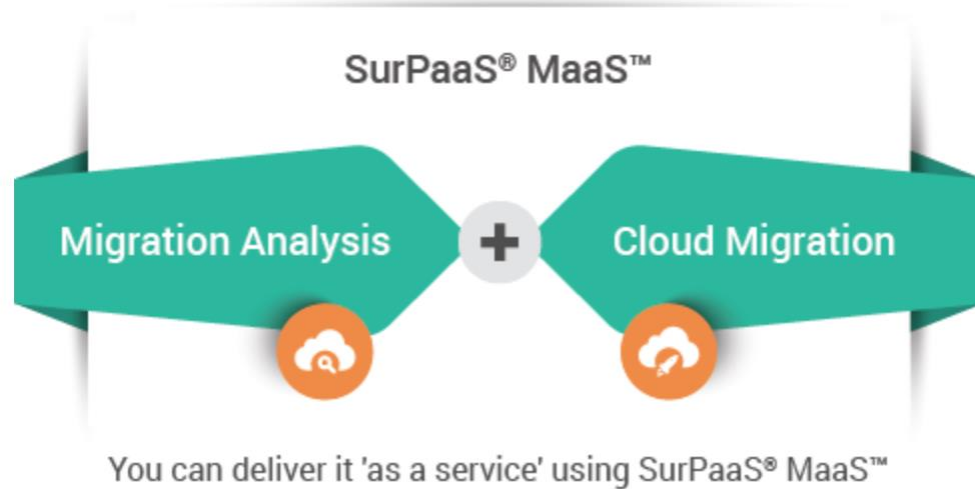 SurPaaS® MaaS™
Migration Analysis
+
Cloud Migration
You can deliver it 'as a service' using SurPaaS® MaaS™